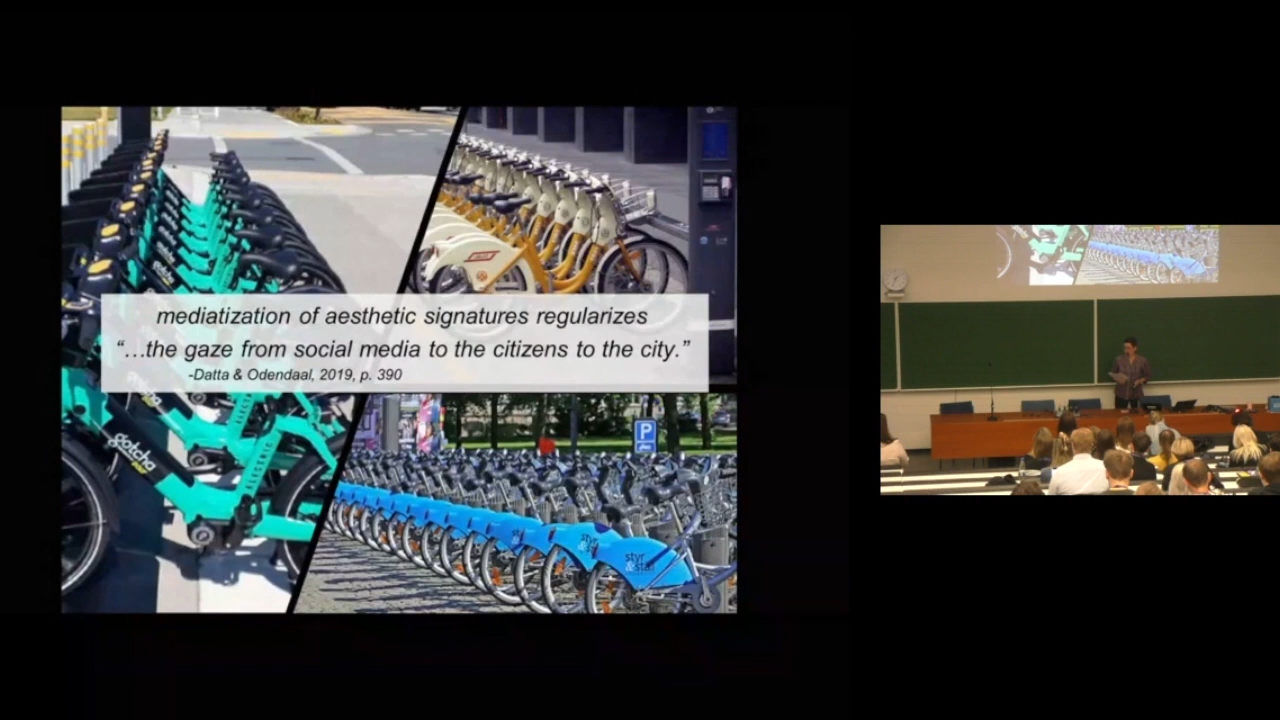 mediatization of aesthetic signatures regularizes
“…the gaze from social media to the citizens to the city.”
-Datta & Odendaal, 2019, p. 390
gotcha
ELECTRIC
P
styr
&ställ